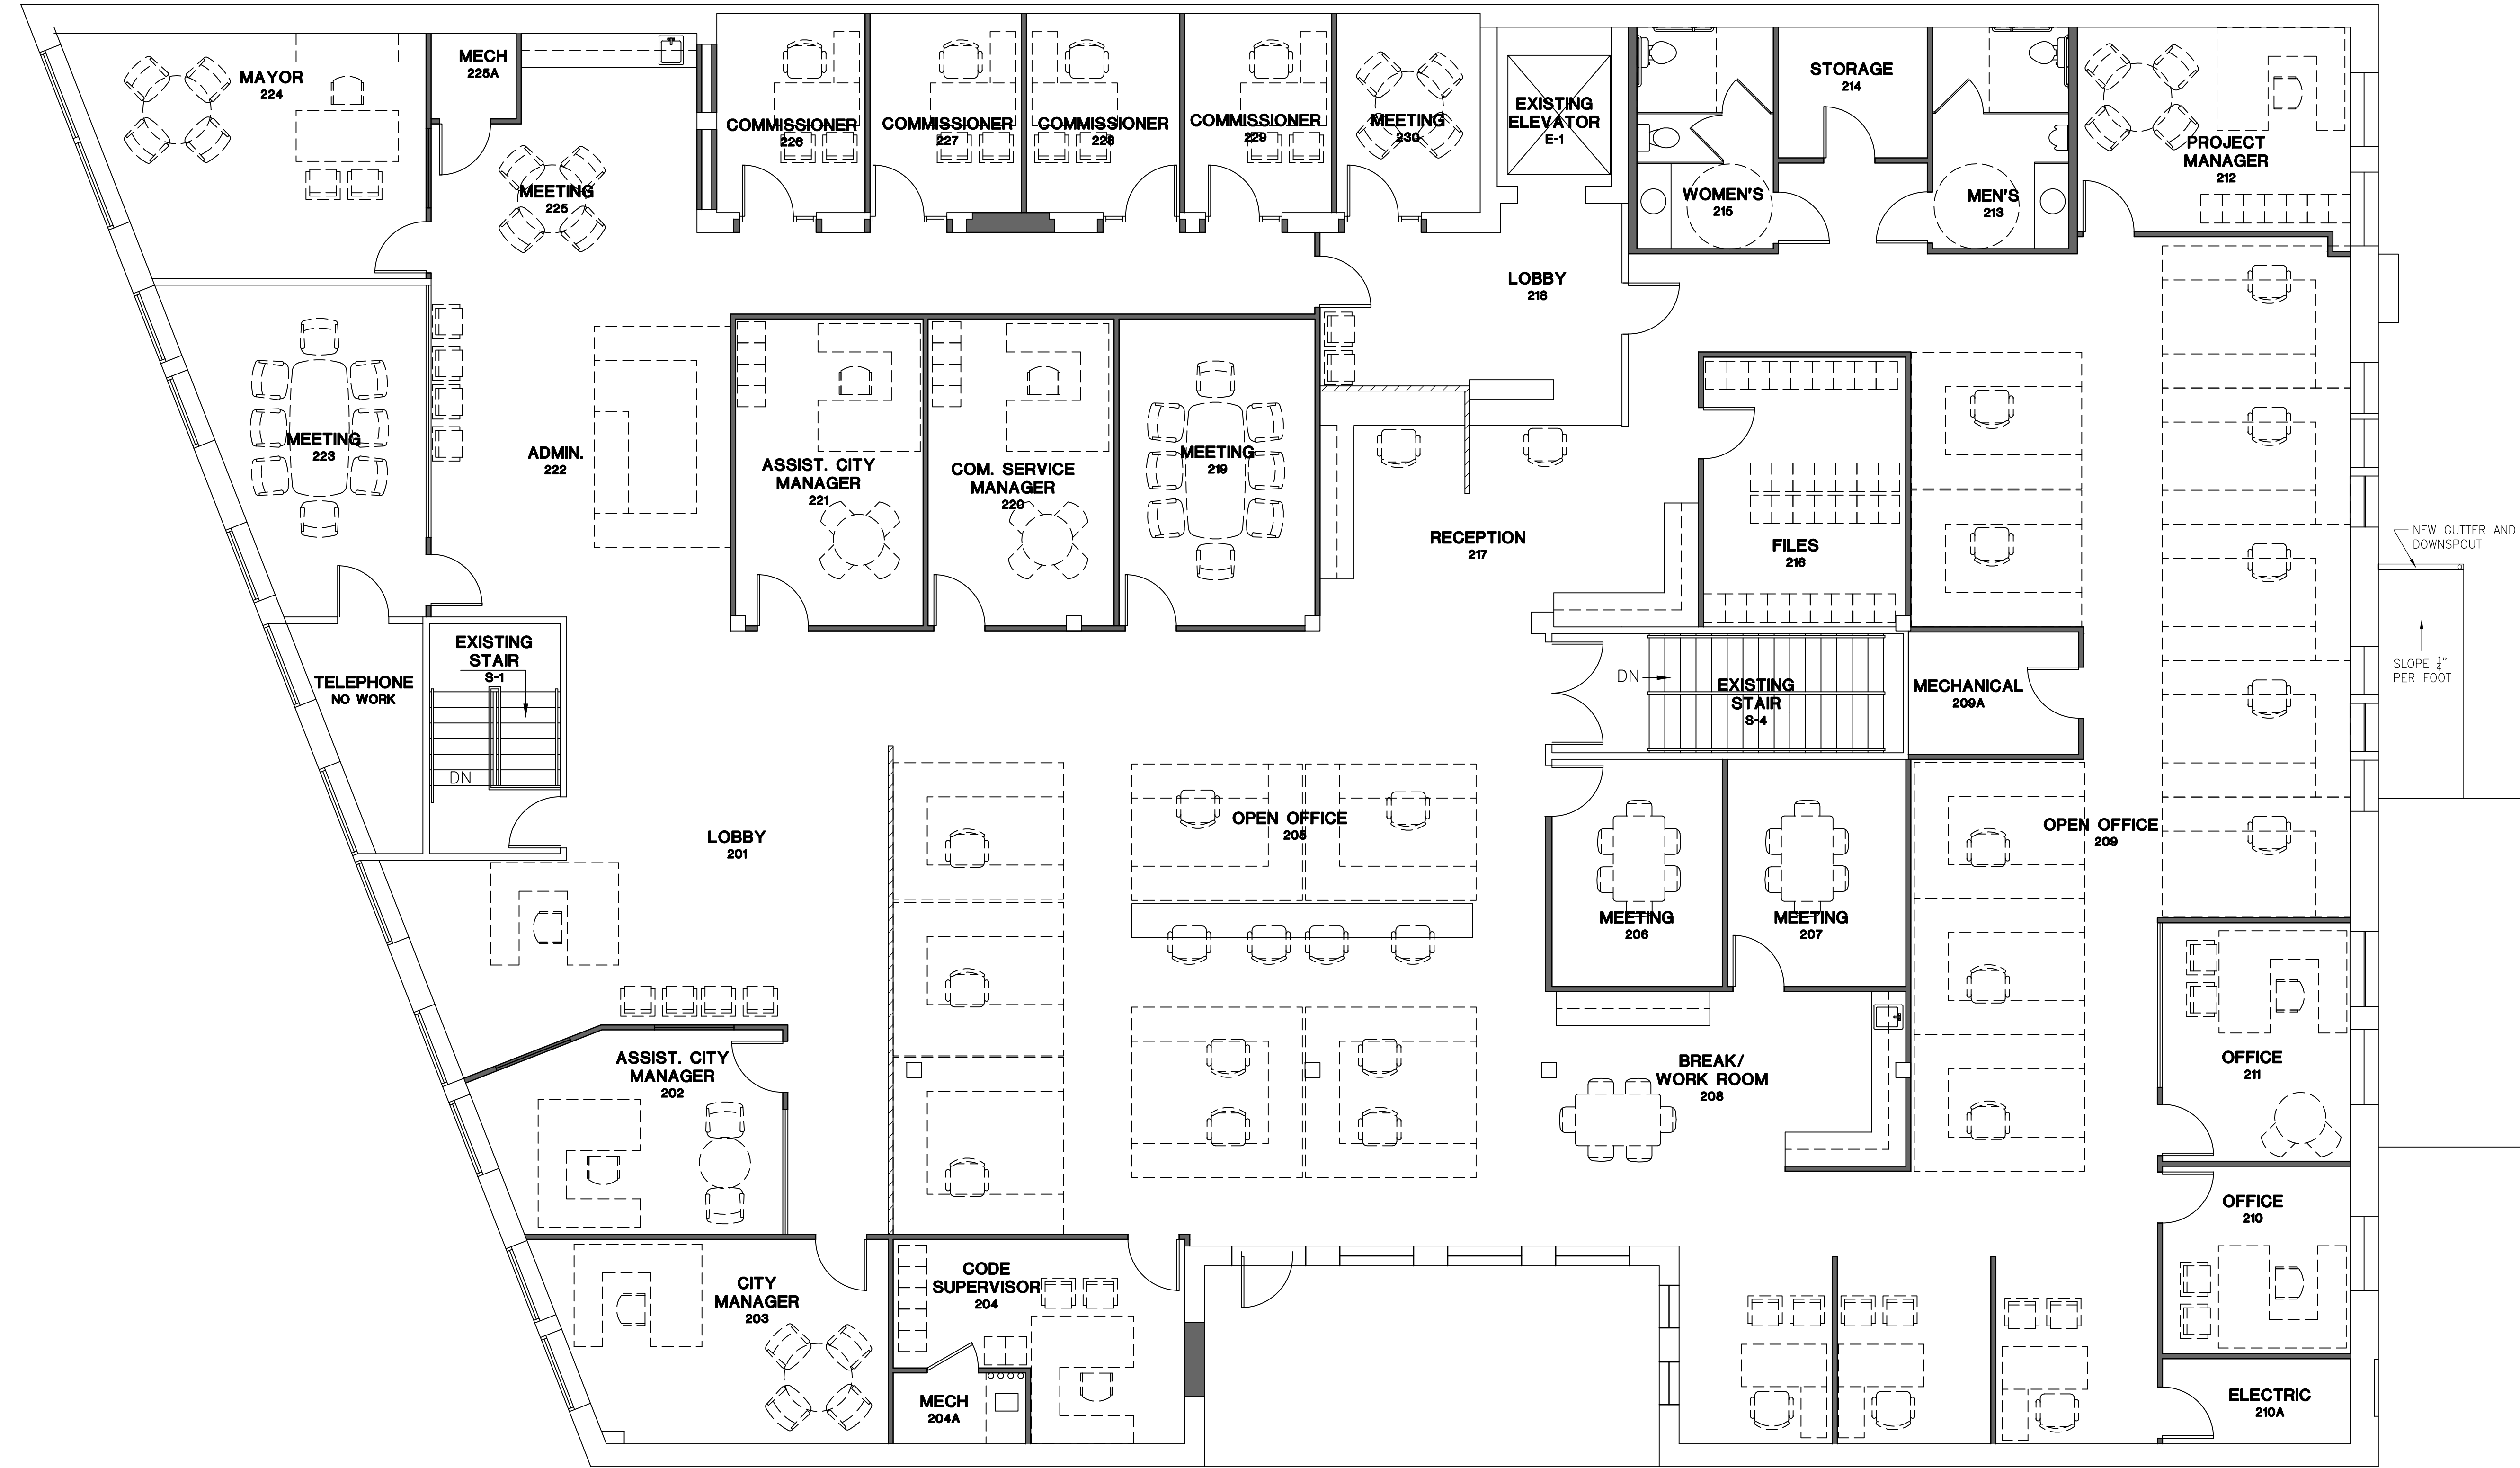 MAYOR
224
MECH
225A
MEETING
225
COMMISSIONER
226
COMMISSIONER
227
COMMISSIONER
228
COMMISSIONER
229
MEETING
230
EXISTING
ELEVATOR
E-1
WOMEN'S
215
STORAGE
214
MEN'S
213
PROJECT
MANAGER
212
LOBBY
218
MEETING
223
ADMIN.
222
ASSIST. CITY
MANAGER
221
COM. SERVICE
MANAGER
220
MEETING
219
RECEPTION
217
FILES
216
NEW GUTTER AND
DOWNSPOUT
SLOPE 1/4"
PER FOOT
EXISTING
STAIR
S-1
DN
TELEPHONE
NO WORK
DN
EXISTING
STAIR
S-4
MECHANICAL
209A
LOBBY
201
OPEN OFFICE
205
OPEN OFFICE
209
MEETING
206
MEETING
207
ASSIST. CITY
MANAGER
202
BREAK/
WORK ROOM
208
OFFICE
211
OFFICE
210
CITY
MANAGER
203
CODE
SUPERVISOR
204
MECH
204A
ELECTRIC
210A